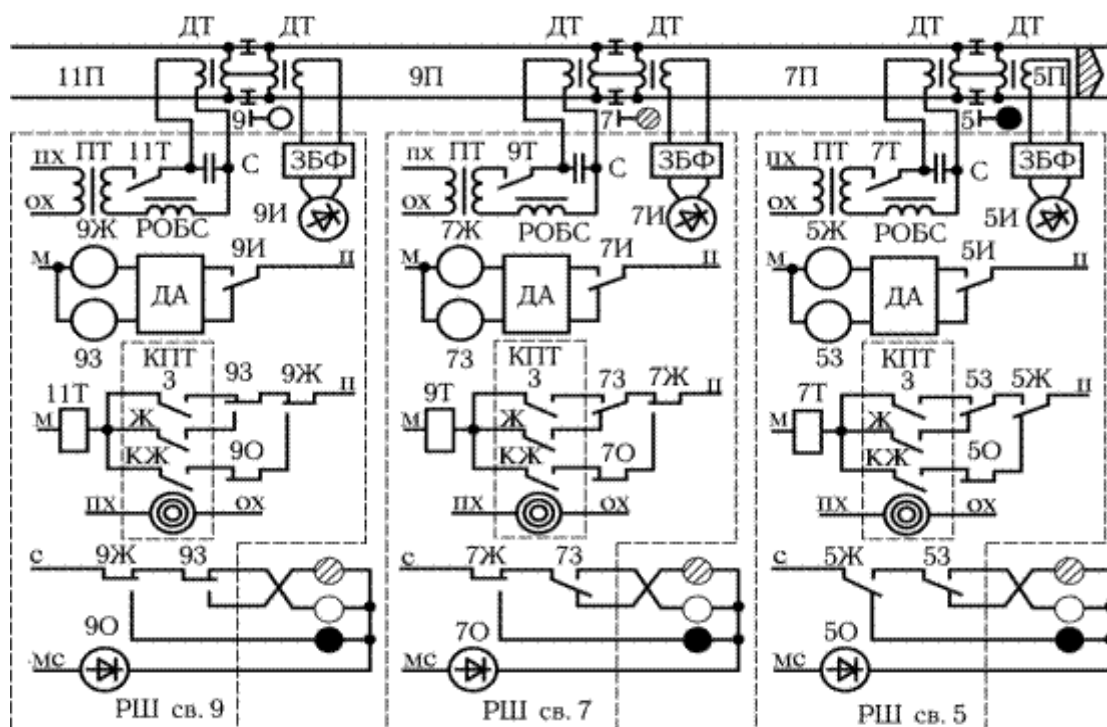 ДТ ДТ ДТ ДТ ДТ ДТ
11П 9П 7П 5П
9 7 5
ПХ ПТ 11Т С ЗБФ ПХ ПТ 9Т С ЗБФ ПХ ПТ 7Т С ЗБФ
ОХ РОБС 9И ОХ РОБС 7И ОХ РОБС 5И
9Ж 7Ж 5Ж
М ДА 9И П М ДА 7И П М ДА 5И П
93 73 53
КПТ КПТ КПТ
11Т З 93 9Ж П 9Т З 73 7Ж П 7Т З 53 5Ж П
М Ж М Ж М Ж
КЖ 9О КЖ 7О КЖ 5О
ПХ ОХ ПХ ОХ ПХ ОХ
С 9Ж 93 С 7Ж 73 С 5Ж 53
9О 7О 5О
МС МС МС
РШ св. 9 РШ св. 7 РШ св. 5